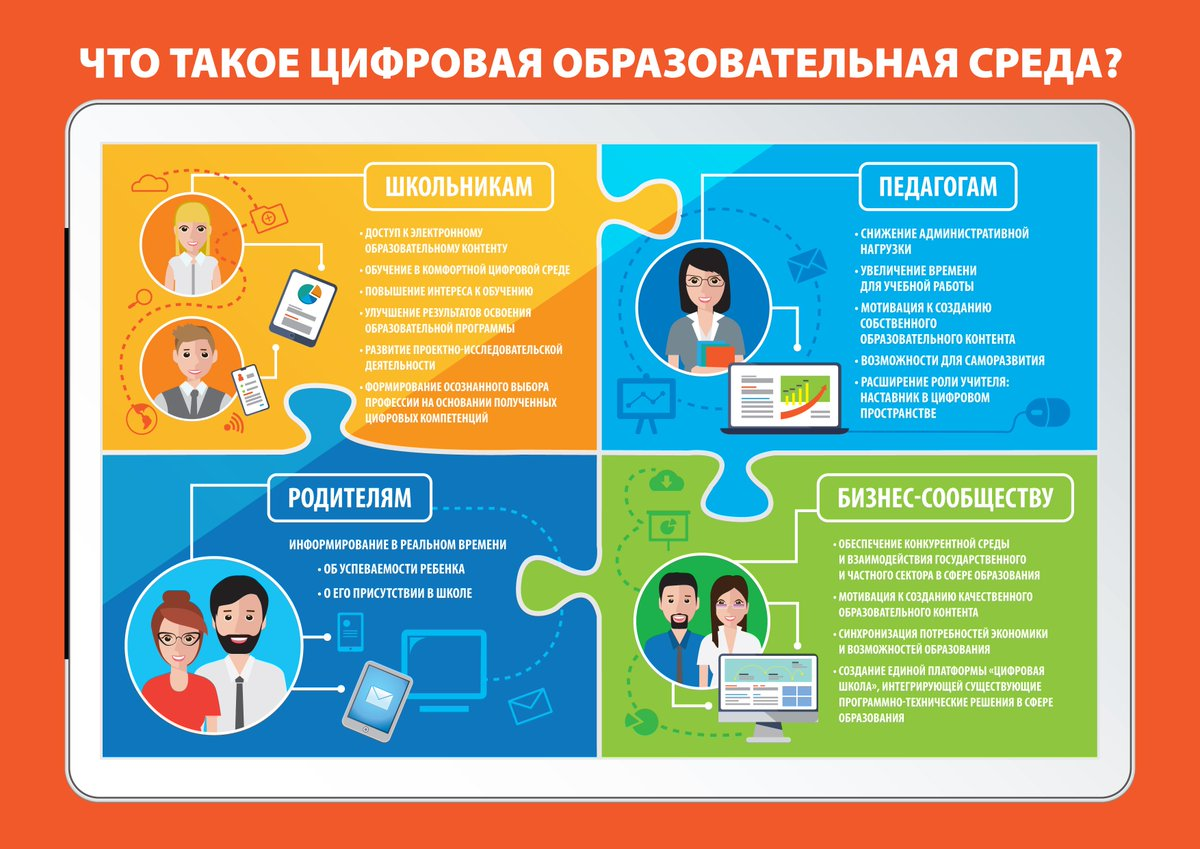 ЧТО ТАКОЕ ЦИФРОВАЯ ОБРАЗОВАТЕЛЬНАЯ СРЕДА?
ШКОЛЬНИКАМ
• ДОСТУП К ЭЛЕКТРОННОМУ
ОБРАЗОВАТЕЛЬНОМУ КОНТЕНТУ
• ОБУЧЕНИЕ В КОМФОРТНОЙ ЦИФРОВОЙ СРЕДЕ
• ПОВЫШЕНИЕ ИНТЕРЕСА К ОБУЧЕНИЮ
• УЛУЧШЕНИЕ РЕЗУЛЬТАТОВ ОСВОЕНИЯ
ОБРАЗОВАТЕЛЬНОЙ ПРОГРАММЫ
• РАЗВИТИЕ ПРОЕКТНО-ИССЛЕДОВАТЕЛЬСКОЙ
ДЕЯТЕЛЬНОСТИ
• ФОРМИРОВАНИЕ ОСОЗНАННОГО ВЫБОРА
ПРОФЕССИИ НА ОСНОВАНИИ ПОЛУЧЕННЫХ
ЦИФРОВЫХ КОМПЕТЕНЦИЙ
ПЕДАГОГАМ
• СНИЖЕНИЕ АДМИНИСТРАТИВНОЙ
НАГРУЗКИ
• УВЕЛИЧЕНИЕ ВРЕМЕНИ
ДЛЯ УЧЕБНОЙ РАБОТЫ
• МОТИВАЦИЯ К СОЗДАНИЮ
СОБСТВЕННОГО
ОБРАЗОВАТЕЛЬНОГО КОНТЕНТА
• ВОЗМОЖНОСТИ ДЛЯ САМОРАЗВИТИЯ
• РАСШИРЕНИЕ РОЛИ УЧИТЕЛЯ:
НАСТАВНИК В ЦИФРОВОМ
ПРОСТРАНСТВЕ
РОДИТЕЛЯМ
ИНФОРМИРОВАНИЕ В РЕАЛЬНОМ ВРЕМЕНИ
• ОБ УСПЕВАЕМОСТИ РЕБЕНКА
• О ЕГО ПРИСУТСТВИИ В ШКОЛЕ
БИЗНЕС-СООБЩЕСТВУ
• ОБЕСПЕЧЕНИЕ КОНКУРЕНТНОЙ СРЕДЫ
И ВЗАИМОДЕЙСТВИЯ ГОСУДАРСТВЕННОГО
И ЧАСТНОГО СЕКТОРА В СФЕРЕ ОБРАЗОВАНИЯ
• МОТИВАЦИЯ К СОЗДАНИЮ КАЧЕСТВЕННОГО
ОБРАЗОВАТЕЛЬНОГО КОНТЕНТА
• СИНХРОНИЗАЦИЯ ПОТРЕБНОСТЕЙ ЭКОНОМИКИ
И ВОЗМОЖНОСТЕЙ ОБРАЗОВАНИЯ
• СОЗДАНИЕ ЕДИНОЙ ПЛАТФОРМЫ «ЦИФРОВАЯ
ШКОЛА», ИНТЕГРИРУЮЩЕЙ СУЩЕСТВУЮЩИЕ
ПРОГРАММНО-ТЕХНИЧЕСКИЕ РЕШЕНИЯ В СФЕРЕ
ОБРАЗОВАНИЯ